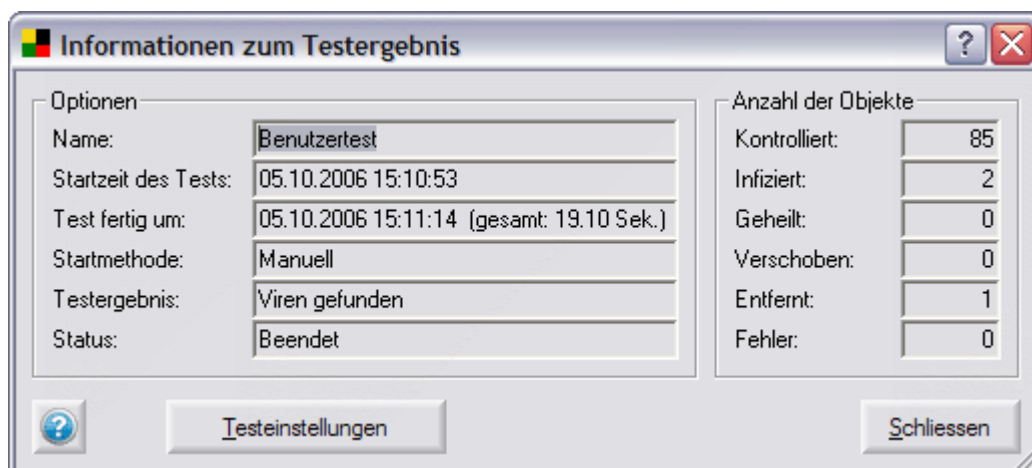 Informationen zum Testergebnis
Optionen
Name: Benutzertest
Startzeit des Tests: 05.10.2006 15:10:53
Test fertig um: 05.10.2006 15:11:14 (gesamt: 19.10 Sek.)
Startmethode: Manuell
Testergebnis: Viren gefunden
Status: Beendet
Anzahl der Objekte
Kontrolliert: 85
Infiziert: 2
Geheilt: 0
Verschoben: 0
Entfernt: 1
Fehler: 0
Testeinstellungen
Schliessen